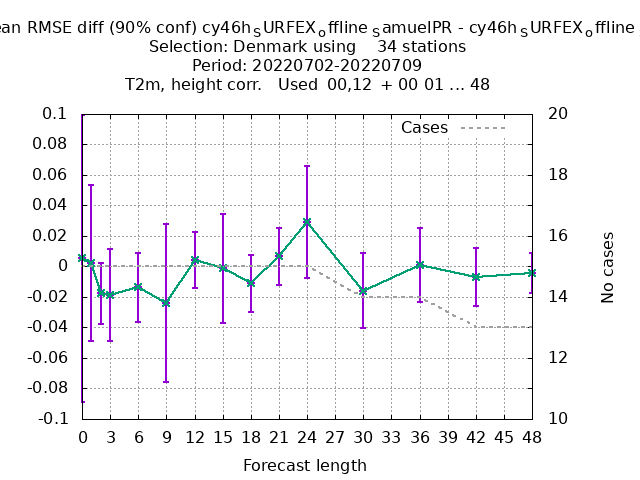 ean RMSE diff (90% conf) cy46h_SURFEX_offline_SamuelPR - cy46h_SURFEX_offline
Selection: Denmark using 34 stations
Period: 20220702-20220709
T2m, height corr. Used 00,12 + 00 01 ... 48
0.1
0.08
0.06
0.04
0.02
0
-0.02
-0.04
-0.06
-0.08
-0.1
Cases
20
18
16
14
12
10
No cases
0 3 6 9 12 15 18 21 24 27 30 33 36 39 42 45 48
Forecast length